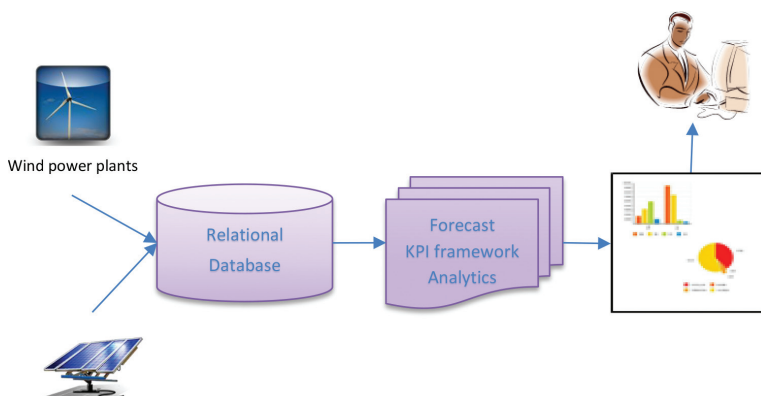 Wind power plants
Relational
Database
Forecast
KPI framework
Analytics